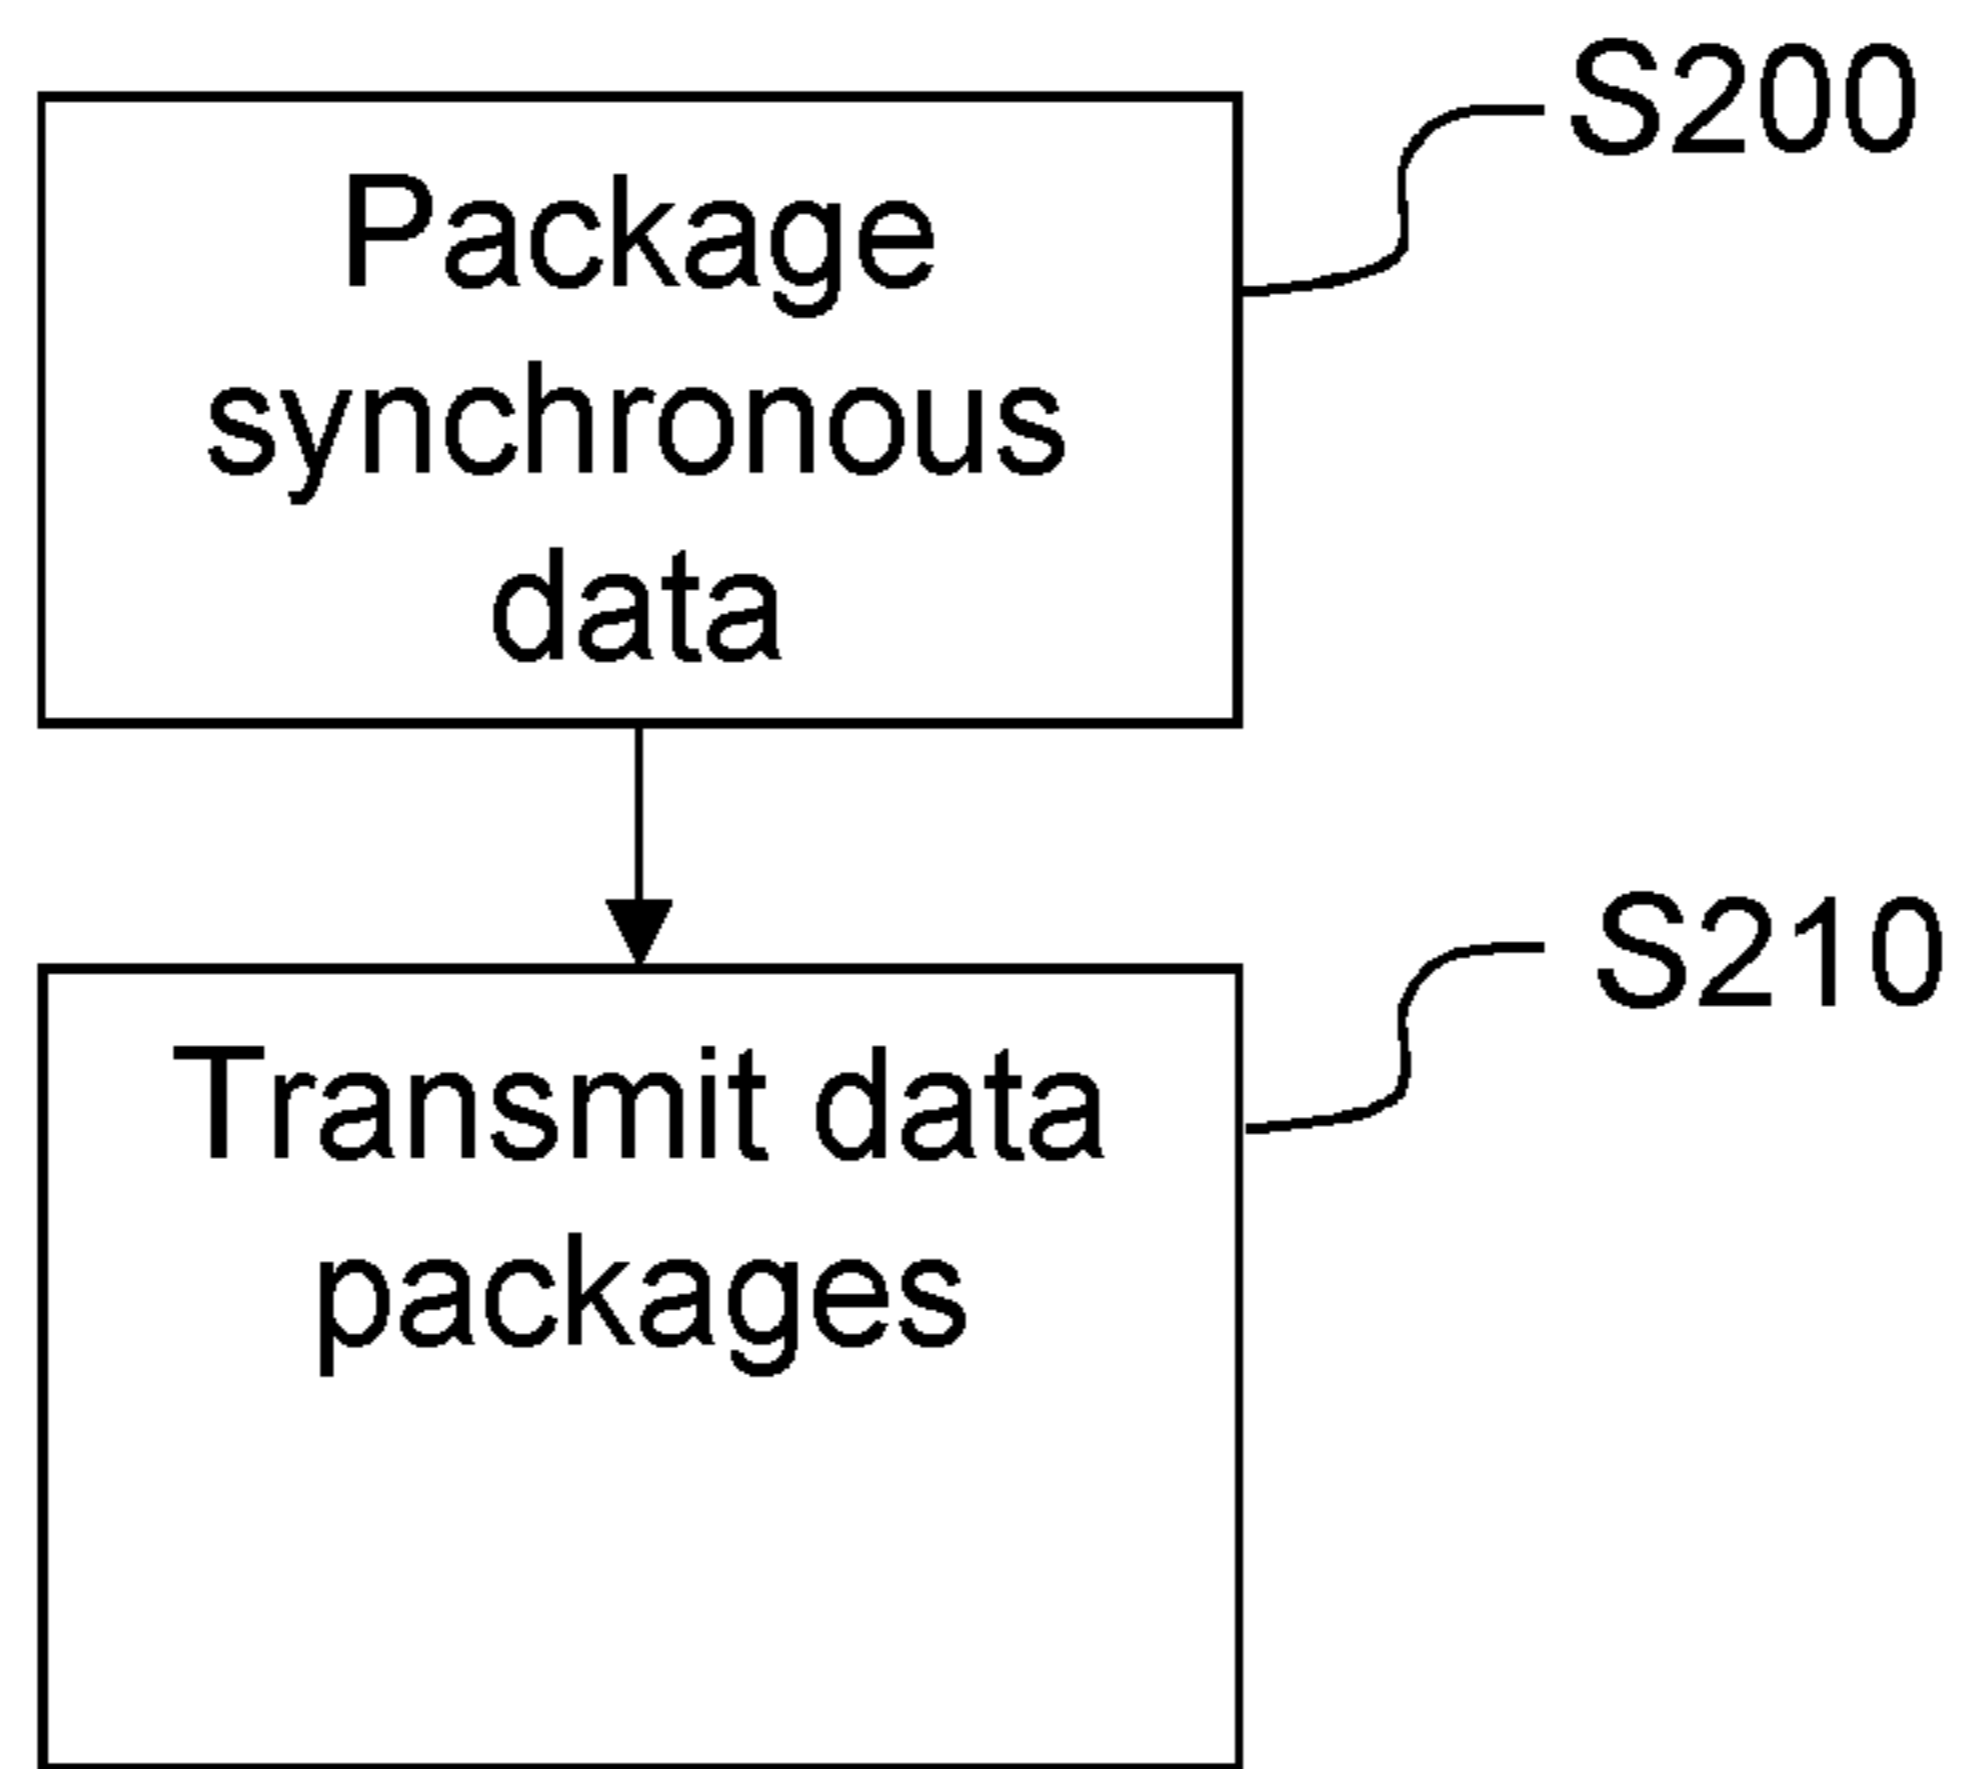 S200
Package
synchronous
data
S210
Transmit data
packages